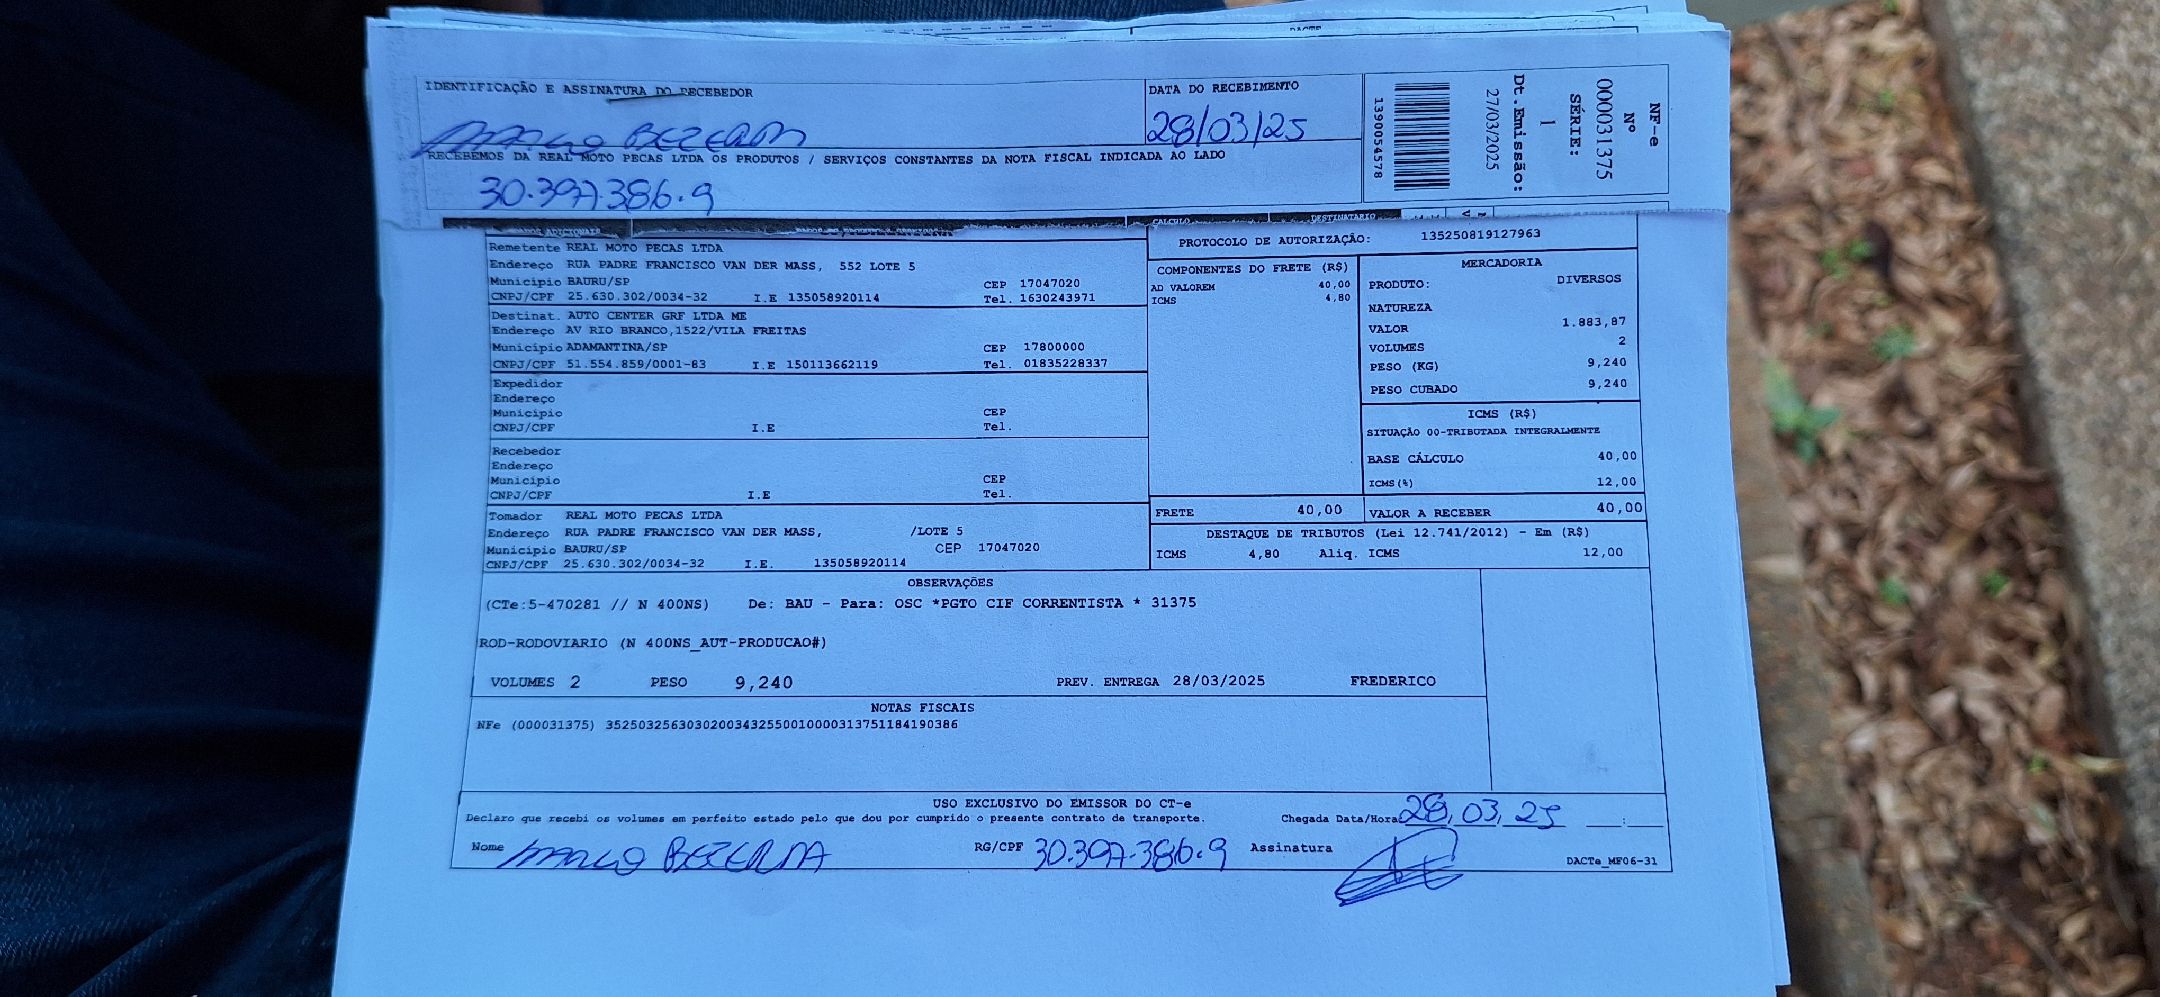 IDENTIFICAÇÃO E ASSINATURA DO RECEBEDOR
DATA DO RECEBIMENTO
BEZERRA
28/03/25
RECEBEMOS DA REAL MOTO PECAS LTDA OS PRODUTOS / SERVIÇOS CONSTANTES DA NOTA FISCAL INDICADA AO LADO
30.397.386.9
1390054578
NF-e
Nº
000031375
SÉRIE:
1
Dt.Emissão:
27/03/2025
CALCULO
DESTINATARIO
Remetente REAL MOTO PECAS LTDA
Endereço RUA PADRE FRANCISCO VAN DER MASS, 552 LOTE 5
Municipio BAURU/SP CEP 17047020
CNPJ/CPF 25.630.302/0034-32 I.E 135058920114 Tel. 1630243971
Destinat. AUTO CENTER GRF LTDA ME
Endereço AV RIO BRANCO,1522/VILA FREITAS
Municipio ADAMANTINA/SP CEP 17800000
CNPJ/CPF 51.554.859/0001-83 I.E 150113662119 Tel. 01835228337
Expedidor
Endereço
Municipio CEP
CNPJ/CPF I.E Tel.
Recebedor
Endereço
Municipio CEP
CNPJ/CPF I.E Tel.
Tomador REAL MOTO PECAS LTDA
Endereço RUA PADRE FRANCISCO VAN DER MASS, /LOTE 5
Municipio BAURU/SP CEP 17047020
CNPJ/CPF 25.630.302/0034-32 I.E. 135058920114
PROTOCOLO DE AUTORIZAÇÃO: 135250819127963
COMPONENTES DO FRETE (R$)
AD VALOREM 40,00
ICMS 4,80
MERCADORIA
PRODUTO: DIVERSOS
NATUREZA
VALOR 1.883,87
VOLUMES 2
PESO (KG) 9,240
PESO CUBADO 9,240
ICMS (R$)
SITUAÇÃO 00-TRIBUTADA INTEGRALMENTE
BASE CÁLCULO 40,00
ICMS(%) 12,00
FRETE 40,00
VALOR A RECEBER 40,00
DESTAQUE DE TRIBUTOS (Lei 12.741/2012) - Em (R$)
ICMS 4,80 Aliq. ICMS 12,00
OBSERVAÇÕES
(CTe:5-470281 // N 400NS) De: BAU - Para: OSC *PGTO CIF CORRENTISTA * 31375
ROD-RODOVIARIO (N 400NS_AUT-PRODUCAO#)
VOLUMES 2 PESO 9,240 PREV. ENTREGA 28/03/2025 FREDERICO
NOTAS FISCAIS
NFe (000031375) 35250325630302003432550010000313751184190386
USO EXCLUSIVO DO EMISSOR DO CT-e
Declaro que recebi os volumes em perfeito estado pelo que dou por cumprido o presente contrato de transporte.
Chegada Data/Hora 28,03,25 __:__
Nome BEZERRA RG/CPF 30.397.386.9 Assinatura
DACTe_MF06-31